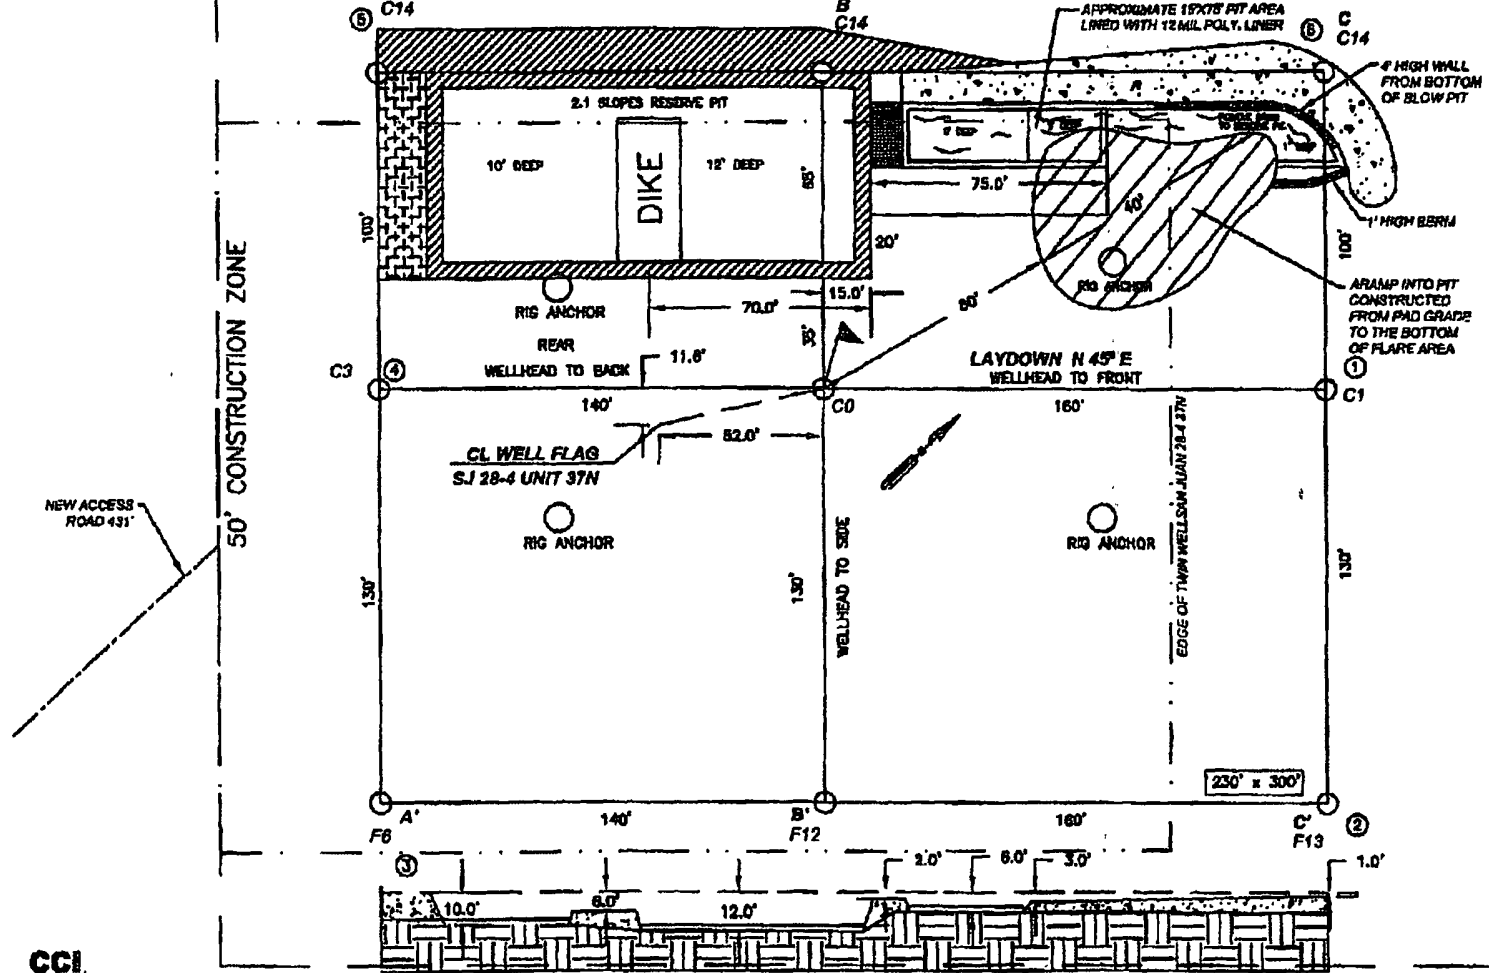 ⑤ C14
B
C14
APPROXIMATE 15'X75' PIT AREA
LINED WITH 12 MIL POLY. LINER
⑥ C
C14
4' HIGH WALL
FROM BOTTOM
OF BLOW PIT
2.1 SLOPES RESERVE PIT
10' DEEP
DIKE
12' DEEP
65'
75.0'
40'
1' HIGH BERM
100'
20'
100'
RIG ANCHOR
A RAMP INTO PIT
CONSTRUCTED
FROM PAD GRADE
TO THE BOTTOM
OF FLARE AREA
15.0'
70.0'
80'
35'
RIG ANCHOR
REAR
WELLHEAD TO BACK
11.6'
LAYDOWN N 45° E
WELLHEAD TO FRONT
C3 ④
① C1
140'
C0
160'
52.0'
CL WELL FLAG
SJ 28-4 UNIT 37N
50' CONSTRUCTION ZONE
NEW ACCESS
ROAD 431'
RIG ANCHOR
RIG ANCHOR
WELLHEAD TO SIDE
EDGE OF TWIN WELL SAN JUAN 28-4 37N
130'
130'
130'
230' x 300'
A'
F6
140'
B'
F12
160'
C' ②
F13
③
2.0'
6.0'
3.0'
1.0'
10.0'
6.0'
12.0'
CCI